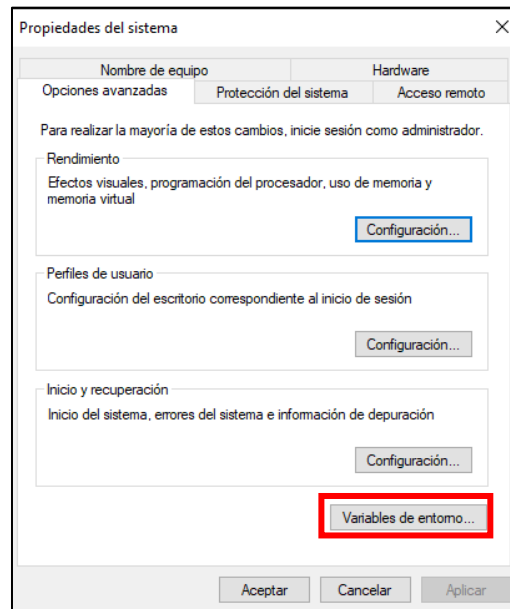 Propiedades del sistema
Nombre de equipo
Hardware
Opciones avanzadas
Protección del sistema
Acceso remoto
Para realizar la mayoría de estos cambios, inicie sesión como administrador.
Rendimiento
Efectos visuales, programación del procesador, uso de memoria y
memoria virtual
Configuración...
Perfiles de usuario
Configuración del escritorio correspondiente al inicio de sesión
Configuración...
Inicio y recuperación
Inicio del sistema, errores del sistema e información de depuración
Configuración...
Variables de entorno...
Aceptar
Cancelar
Aplicar